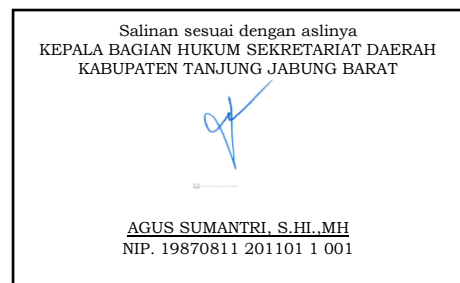 Salinan sesuai dengan aslinya
KEPALA BAGIAN HUKUM SEKRETARIAT DAERAH
KABUPATEN TANJUNG JABUNG BARAT
AGUS SUMANTRI, S.HI.,MH
NIP. 19870811 201101 1 001